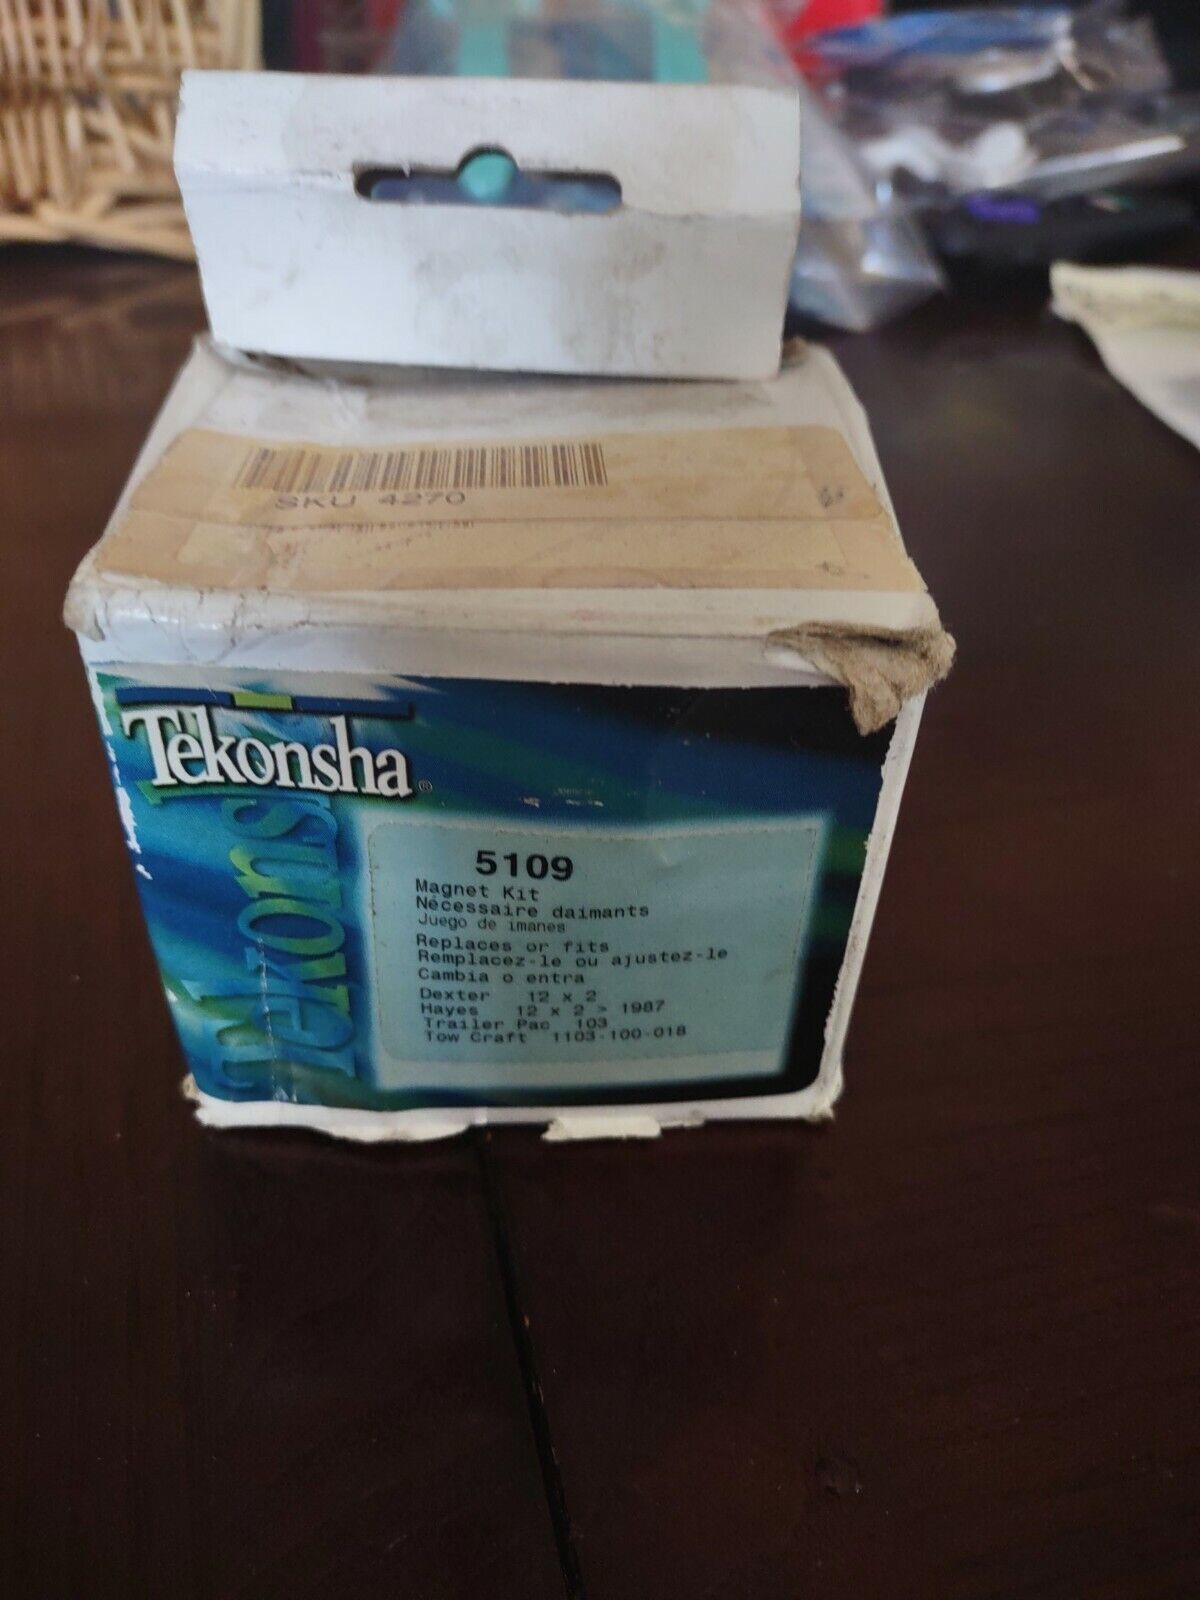 SKU 4270
Tekonsha®
Tekonsha
5109
Magnet Kit
Nécessaire daimants
Juego de imanes
Replaces or fits
Remplacez-le ou ajustez-le
Cambia o entra
Dexter 12 x 2
Hayes 12 x 2 > 1987
Trailer Pac 103
Tow Craft 1103-100-018